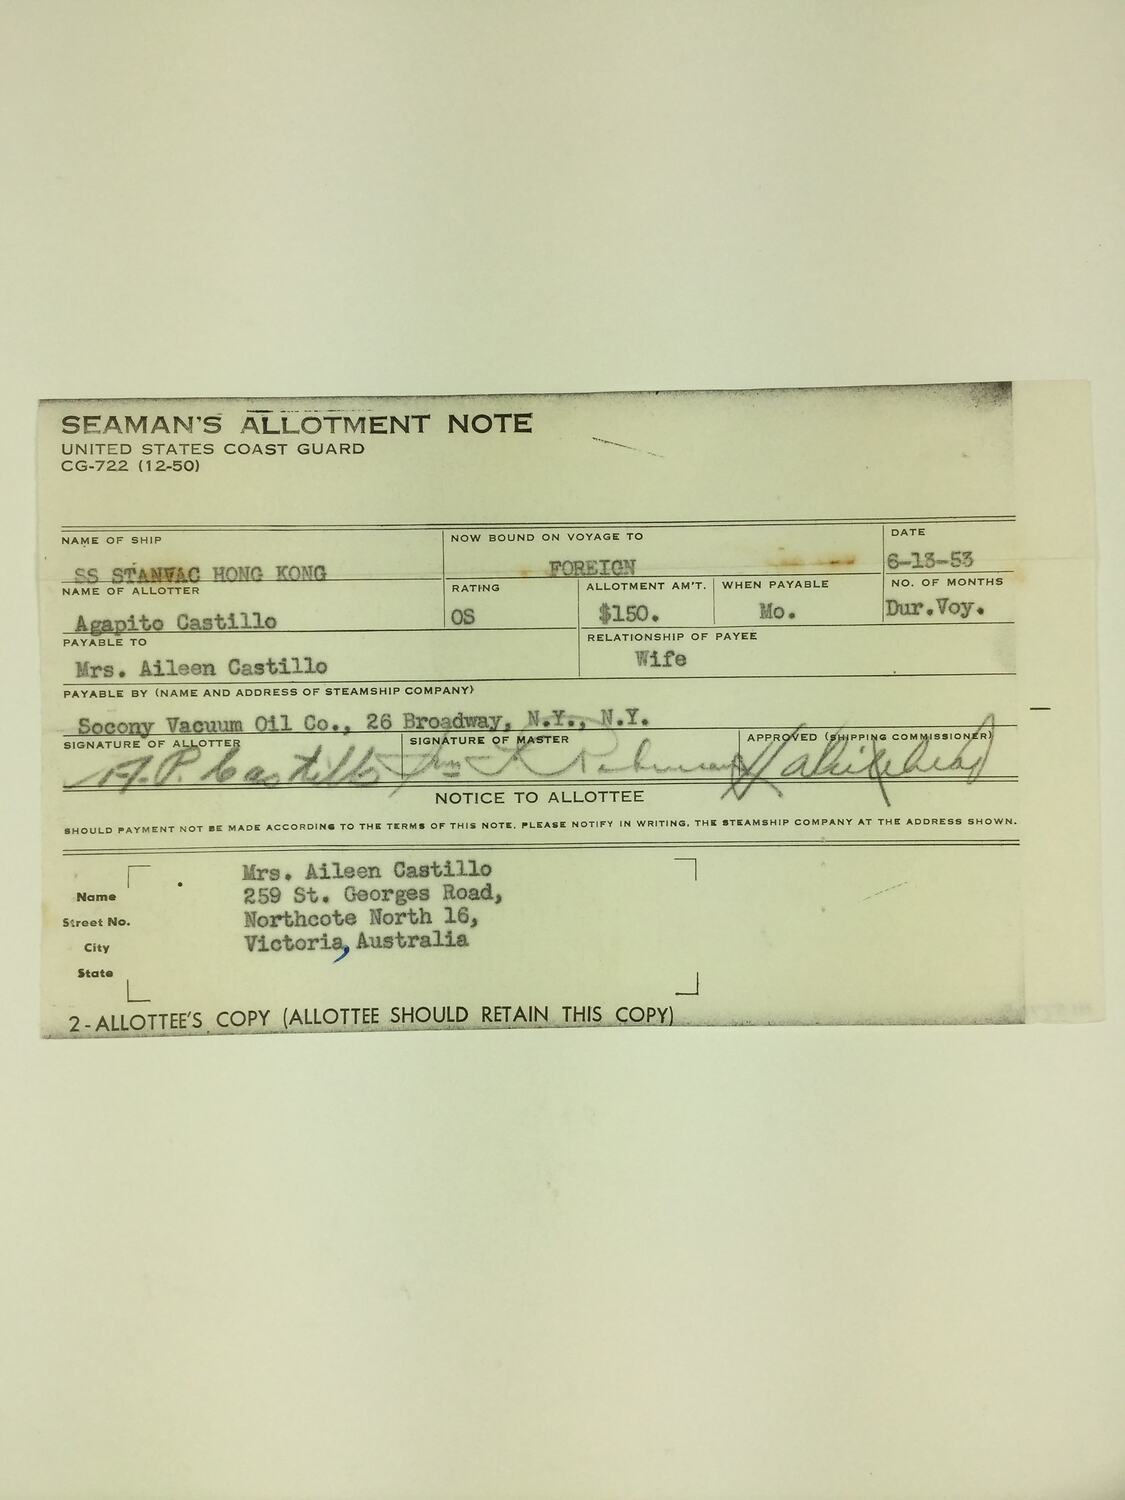 SEAMAN'S ALLOTMENT NOTE
UNITED STATES COAST GUARD
CG-722 (12-50)
NAME OF SHIP
SS STANVAC HONG KONG
NOW BOUND ON VOYAGE TO
FOREIGN
DATE
6-13-53
NAME OF ALLOTTER
Agapito Castillo
RATING
OS
ALLOTMENT AM'T.
$150.
WHEN PAYABLE
Mo.
NO. OF MONTHS
Dur.Voy.
PAYABLE TO
Mrs. Aileen Castillo
RELATIONSHIP OF PAYEE
Wife
PAYABLE BY (NAME AND ADDRESS OF STEAMSHIP COMPANY)
Socony Vacuum Oil Co., 26 Broadway, N.Y., N.Y.
SIGNATURE OF ALLOTTER
A.P. Castillo
SIGNATURE OF MASTER
APPROVED (SHIPPING COMMISSIONER)
NOTICE TO ALLOTTEE
SHOULD PAYMENT NOT BE MADE ACCORDING TO THE TERMS OF THIS NOTE, PLEASE NOTIFY IN WRITING, THE STEAMSHIP COMPANY AT THE ADDRESS SHOWN.
Name
Street No.
City
State
Mrs. Aileen Castillo
259 St. Georges Road,
Northcote North 16,
Victoria, Australia
2-ALLOTTEE'S COPY (ALLOTTEE SHOULD RETAIN THIS COPY)